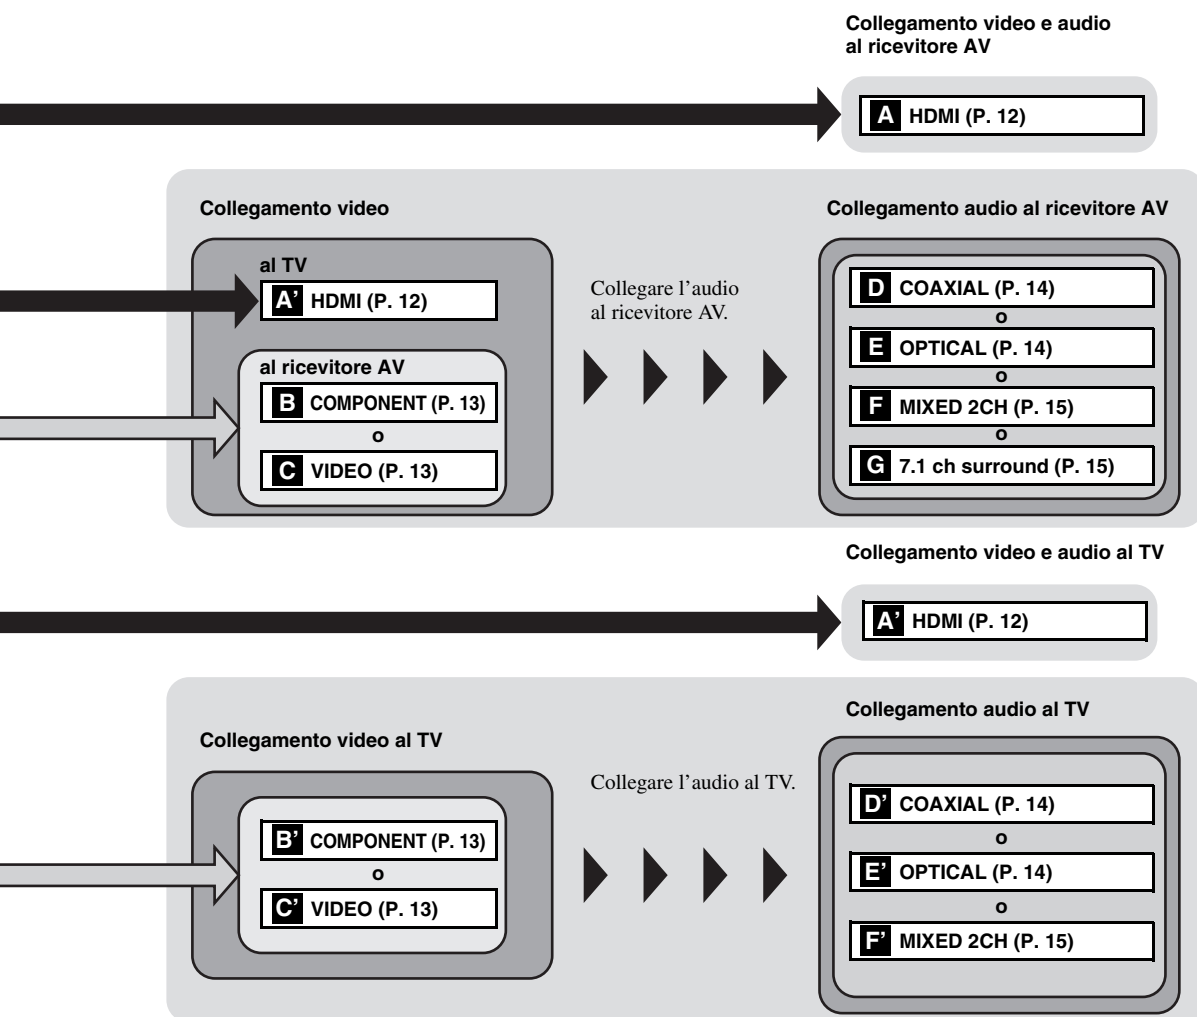 Collegamento video e audio
al ricevitore AV
A HDMI (P. 12)
Collegamento video
al TV
A’ HDMI (P. 12)
al ricevitore AV
B COMPONENT (P. 13)
o
C VIDEO (P. 13)
Collegare l’audio
al ricevitore AV.
Collegamento audio al ricevitore AV
D COAXIAL (P. 14)
o
E OPTICAL (P. 14)
o
F MIXED 2CH (P. 15)
o
G 7.1 ch surround (P. 15)
Collegamento video e audio al TV
A’ HDMI (P. 12)
Collegamento video al TV
B’ COMPONENT (P. 13)
o
C’ VIDEO (P. 13)
Collegare l’audio al TV.
Collegamento audio al TV
D’ COAXIAL (P. 14)
o
E’ OPTICAL (P. 14)
o
F’ MIXED 2CH (P. 15)